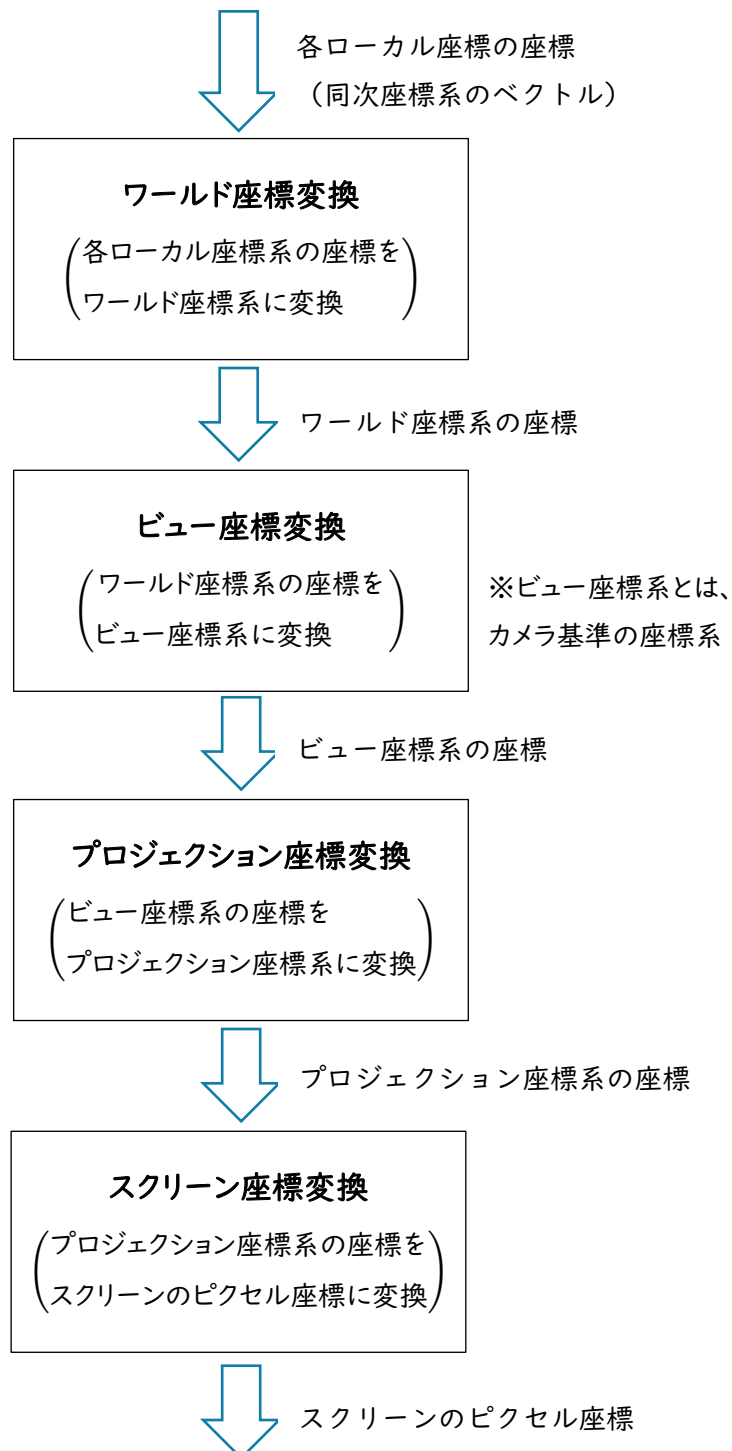 各ローカル座標の座標
（同次座標系のベクトル）
ワールド座標変換
各ローカル座標系の座標を
ワールド座標系に変換
ワールド座標系の座標
ビュー座標変換
ワールド座標系の座標を
ビュー座標系に変換
※ビュー座標系とは、
カメラ基準の座標系
ビュー座標系の座標
プロジェクション座標変換
ビュー座標系の座標を
プロジェクション座標系に変換
プロジェクション座標系の座標
スクリーン座標変換
プロジェクション座標系の座標を
スクリーンのピクセル座標に変換
スクリーンのピクセル座標